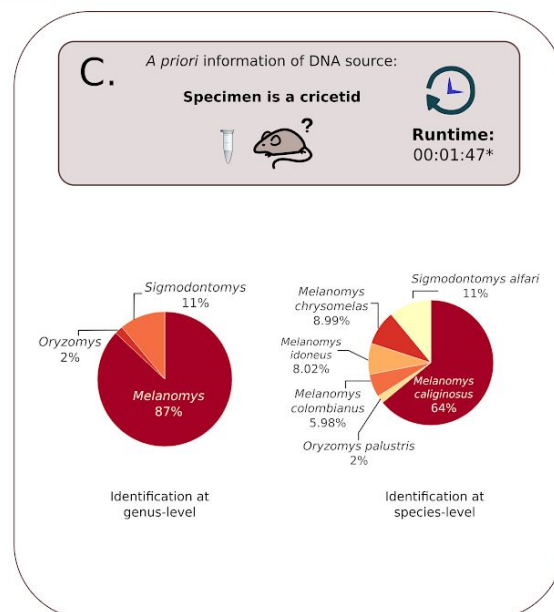 C.
A priori information of DNA source:
Specimen is a cricetid
?
Runtime:
00:01:47*
Sigmodontomys
11%
Oryzomys
2%
Melanomys
87%
Identification at
genus-level
Sigmodontomys alfari
11%
Melanomys
chrysomelas
8.99%
Melanomys
idoneus
8.02%
Melanomys
colombianus
5.98%
Oryzomys palustris
2%
Melanomys
caliginosus
64%
Identification at
species-level